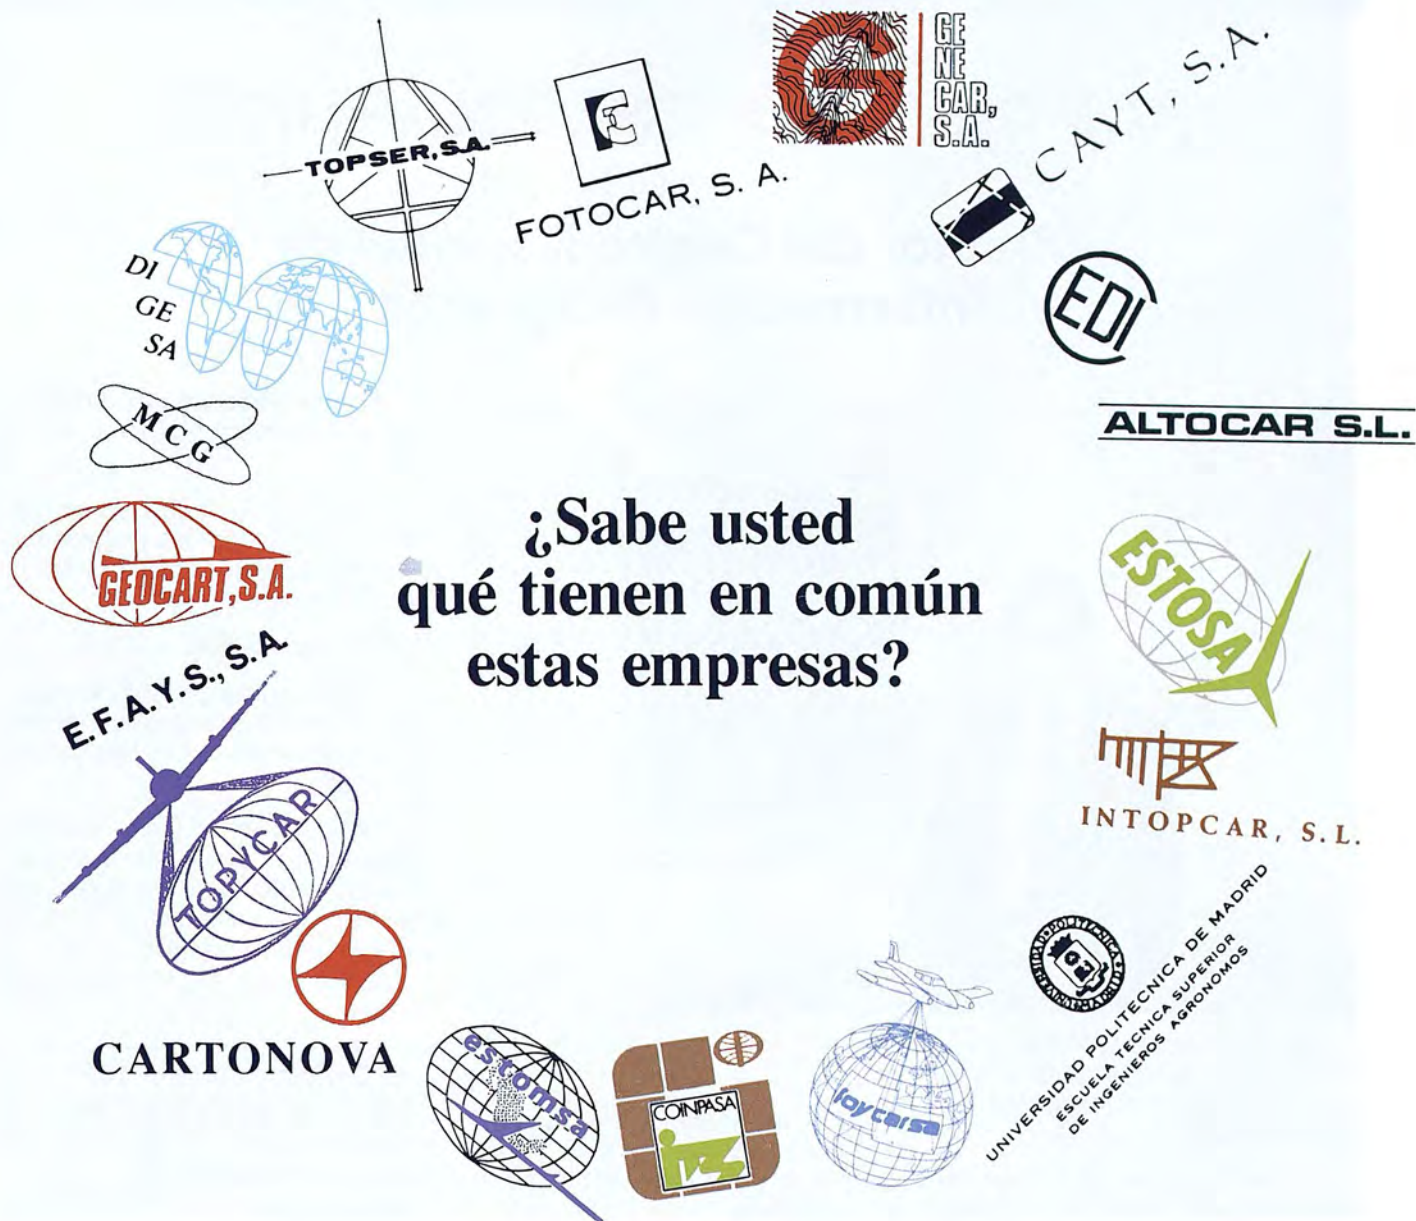 GE
NE
CAR,
S.A.
CAYT, S.A.
TOPSER, S.A.
FOTOCAR, S. A.
DI
GE
SA
EDI
MCG
ALTOCAR S.L.
¿Sabe usted
qué tienen en común
estas empresas?
GEOCART, S.A.
ESTOSA
E.F.A.Y.S., S.A.
INTOPCAR, S.L.
TOPYCAR
UNIVERSIDAD POLITECNICA DE MADRID
ESCUELA TECNICA SUPERIOR
DE INGENIEROS AGRONOMOS
CARTONOVA
estomsa
COINPASA
foycarsa